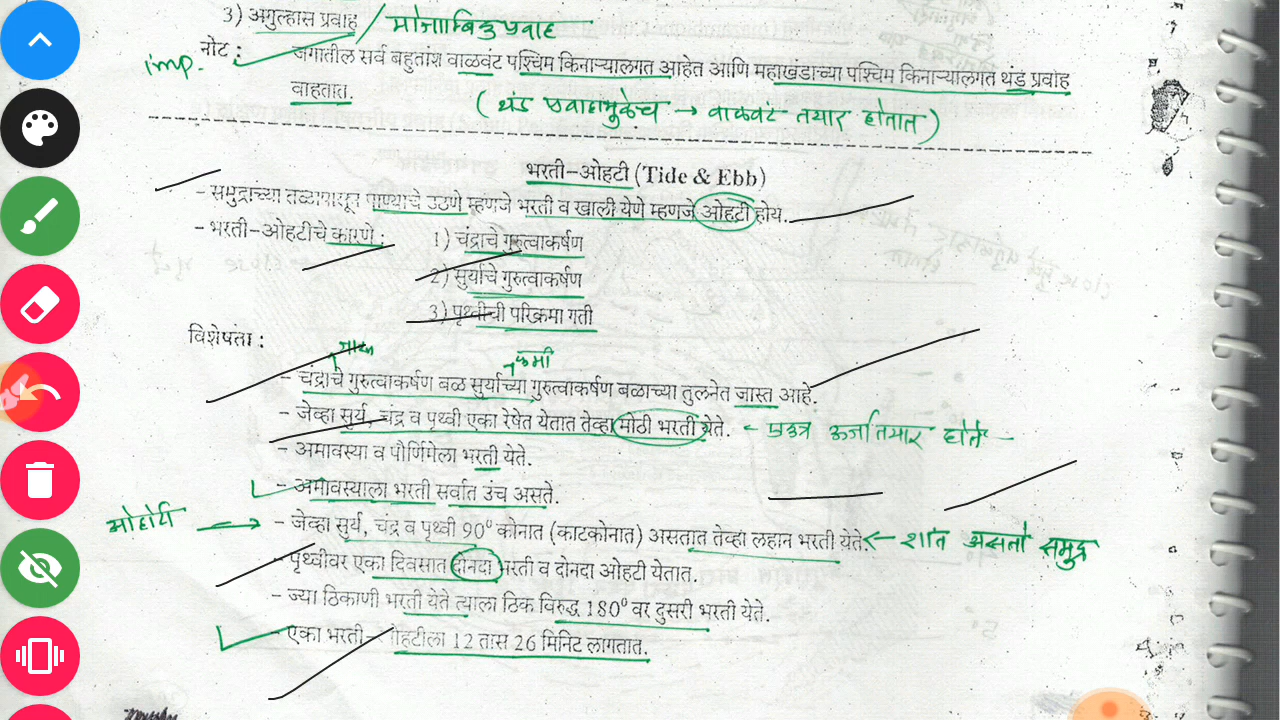 3) अगुल्हास प्रवाह / मोझाम्बिक प्रवाह
imp. नोट : जगातील सर्व बहुतांश वाळवंट पश्चिम किनाऱ्यालगत आहेत आणि महाखंडाच्या पश्चिम किनाऱ्यालगत थंड प्रवाह
वाहतात. (थंड प्रवाहामुळेच → वाळवंट तयार होतात)
भरती–ओहटी (Tide & Ebb)
– समुद्रांच्या तळापासून पाण्याचे उठणे म्हणजे भरती व खाली येणे म्हणजे ओहटी होय.
– भरती–ओहटीचे कारणे : 1) चंद्राचे गुरुत्वाकर्षण
2) सुर्याचे गुरुत्वाकर्षण
3) पृथ्वीची परिक्रमा गती
विशेषता :
जास्त कमी
– चंद्राचे गुरुत्वाकर्षण बळ सुर्याच्या गुरुत्वाकर्षण बळाच्या तुलनेत जास्त आहे.
– जेव्हा सुर्य, चंद्र व पृथ्वी एका रेषेत येतात तेव्हा मोठी भरती येते. ← ऊर्जा तयार होते –
– अमावस्या व पौर्णिमेला भरती येते.
– अमावस्याला भरती सर्वात उंच असते.
– जेव्हा सुर्य, चंद्र व पृथ्वी 90° कोनात (काटकोनात) असतात तेव्हा लहान भरती येते. ← शांत असतो समुद्र
– पृथ्वीवर एका दिवसात दोनदा भरती व दोनदा ओहटी येतात.
– ज्या ठिकाणी भरती येते त्याला ठिक विरुद्ध 180° वर दुसरी भरती येते.
– एका भरती–ओहटीला 12 तास 26 मिनिट लागतात.